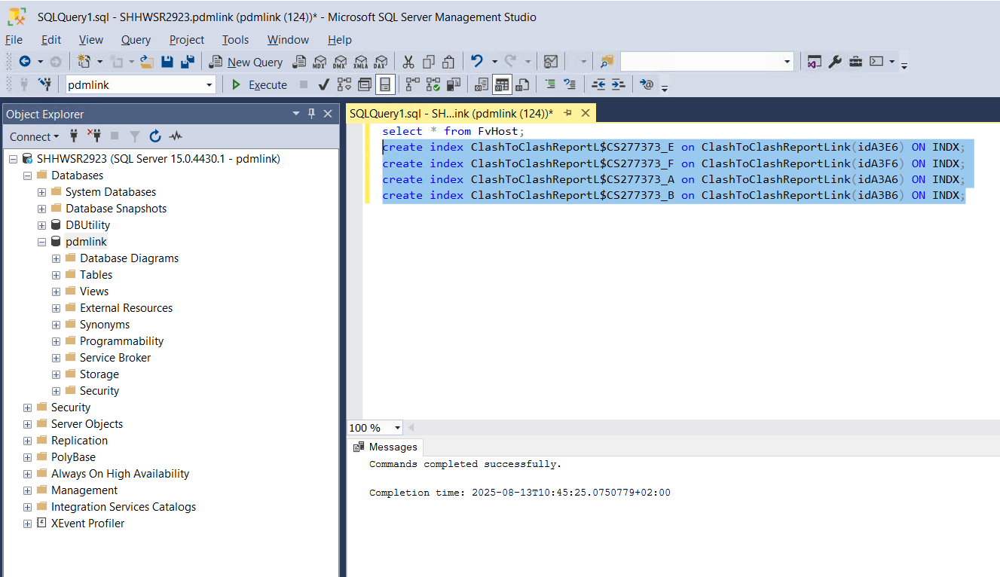 SQLQuery1.sql - SHHWSR2923.pdmlink (pdmlink (124))* - Microsoft SQL Server Management Studio
File Edit View Query Project Tools Window Help
New Query MDX DMX XMLA DAX
pdmlink Execute
Object Explorer
Connect
SHHWSR2923 (SQL Server 15.0.4430.1 - pdmlink)
Databases
System Databases
Database Snapshots
DBUtility
pdmlink
Database Diagrams
Tables
Views
External Resources
Synonyms
Programmability
Service Broker
Storage
Security
Security
Server Objects
Replication
PolyBase
Always On High Availability
Management
Integration Services Catalogs
XEvent Profiler
SQLQuery1.sql - SH...ink (pdmlink (124))*
select * from FvHost;
create index ClashToClashReportL$CS277373_E on ClashToClashReportLink(idA3E6) ON INDX;
create index ClashToClashReportL$CS277373_F on ClashToClashReportLink(idA3F6) ON INDX;
create index ClashToClashReportL$CS277373_A on ClashToClashReportLink(idA3A6) ON INDX;
create index ClashToClashReportL$CS277373_B on ClashToClashReportLink(idA3B6) ON INDX;
100 %
Messages
Commands completed successfully.
Completion time: 2025-08-13T10:45:25.0750779+02:00